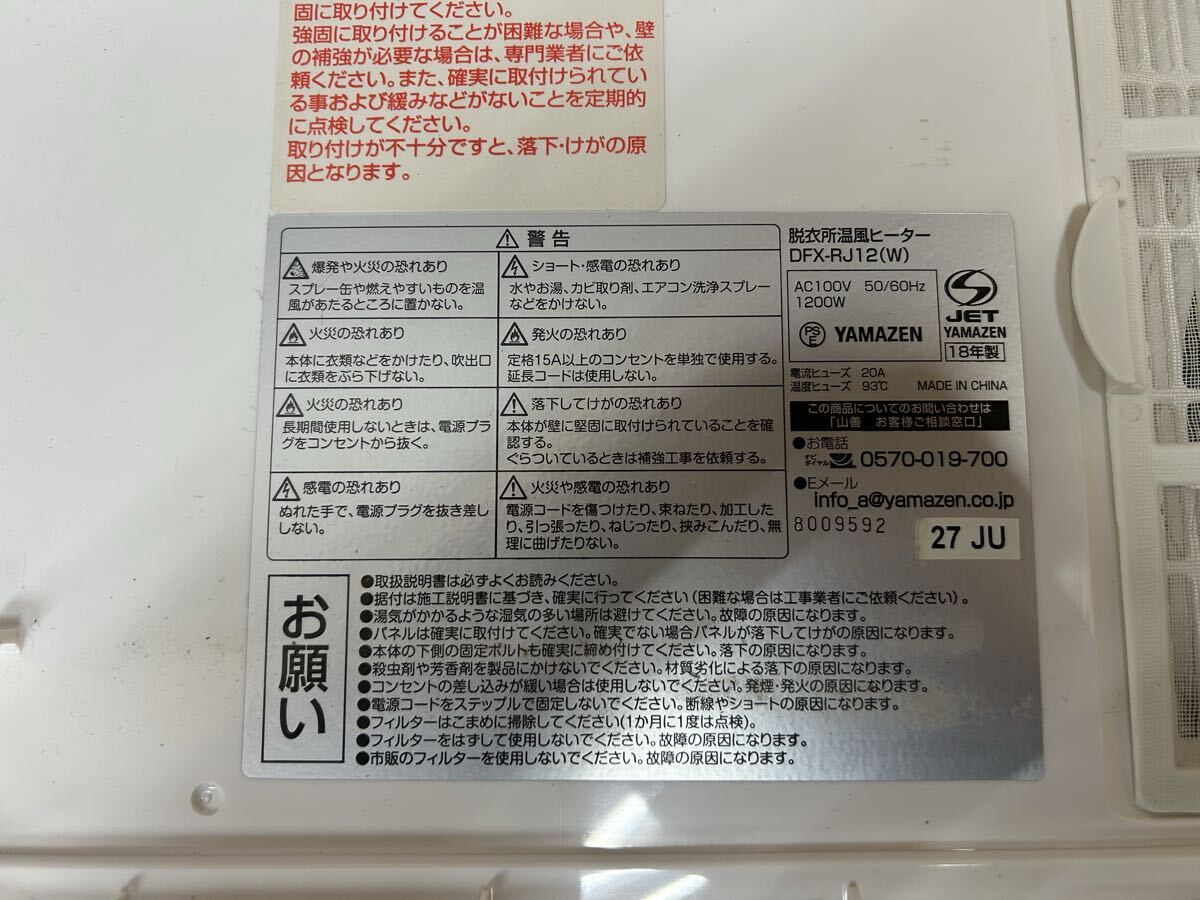 固に取り付けてください。
強固に取り付けることが困難な場合や、壁
の補強が必要な場合は、専門業者にご依
頼ください。また、確実に取付けられてい
る事および緩みなどがないことを定期的
に点検してください。
取り付けが不十分ですと、落下・けがの原
因となります。
警告
爆発や火災の恐れあり
スプレー缶や燃えやすいものを温
風があたるところに置かない。
火災の恐れあり
本体に衣類などをかけたり、吹出口
に衣類をぶら下げない。
火災の恐れあり
長期間使用しないときは、電源プラ
グをコンセントから抜く。
感電の恐れあり
ぬれた手で、電源プラグを抜き差し
しない。
ショート・感電の恐れあり
水やお湯、カビ取り剤、エアコン洗浄スプレー
などをかけない。
発火の恐れあり
定格15A以上のコンセントを単独で使用する。
延長コードは使用しない。
落下してけがの恐れあり
本体が壁に堅固に取付けられていることを確
認する。
ぐらついているときは補強工事を依頼する。
火災や感電の恐れあり
電源コードを傷つけたり、束ねたり、加工した
り、引っ張ったり、ねじったり、挟みこんだり、無
理に曲げたりない。
脱衣所温風ヒーター
DFX-RJ12(W)
AC100V 50/60Hz
1200W
PS
E
YAMAZEN
JET
YAMAZEN
18年製
電流ヒューズ 20A
温度ヒューズ 93℃ MADE IN CHINA
この商品についてのお問い合わせは
「山善 お客様ご相談窓口」
●お電話
ナビ
ダイヤル 0570-019-700
●Eメール
info_a@yamazen.co.jp
8009592
27 JU
お願い
●取扱説明書は必ずよくお読みください。
●据付は施工説明書に基づき、確実に行ってください(困難な場合は工事業者にご依頼ください)。
●湯気がかかるような湿気の多い場所は避けてください。故障の原因になります。
●パネルは確実に取付けてください。確実でない場合パネルが落下してけがの原因になります。
●本体の下側の固定ボルトも確実に締め付けてください。落下の原因になります。
●殺虫剤や芳香剤を製品にかけないでください。材質劣化による落下の原因になります。
●コンセントの差し込みが緩い場合は使用しないでください。発煙・発火の原因になります。
●電源コードをステップルで固定しないでください。断線やショートの原因になります。
●フィルターはこまめに掃除してください(1か月に1度は点検)。
●フィルターをはずして使用しないでください。故障の原因になります。
●市販のフィルターを使用しないでください。故障の原因になります。